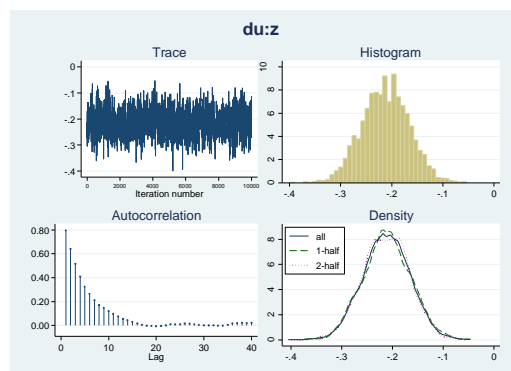 du:z
Trace
0
-.1
-.2
-.3
-.4
0 2000 4000 6000 8000 10000
Iteration number
Histogram
10
8
6
4
2
0
-.4 -.3 -.2 -.1 0
Autocorrelation
0.80
0.60
0.40
0.20
0.00
0 10 20 30 40
Lag
Density
8
6
4
2
0
all
1-half
2-half
-.4 -.3 -.2 -.1 0